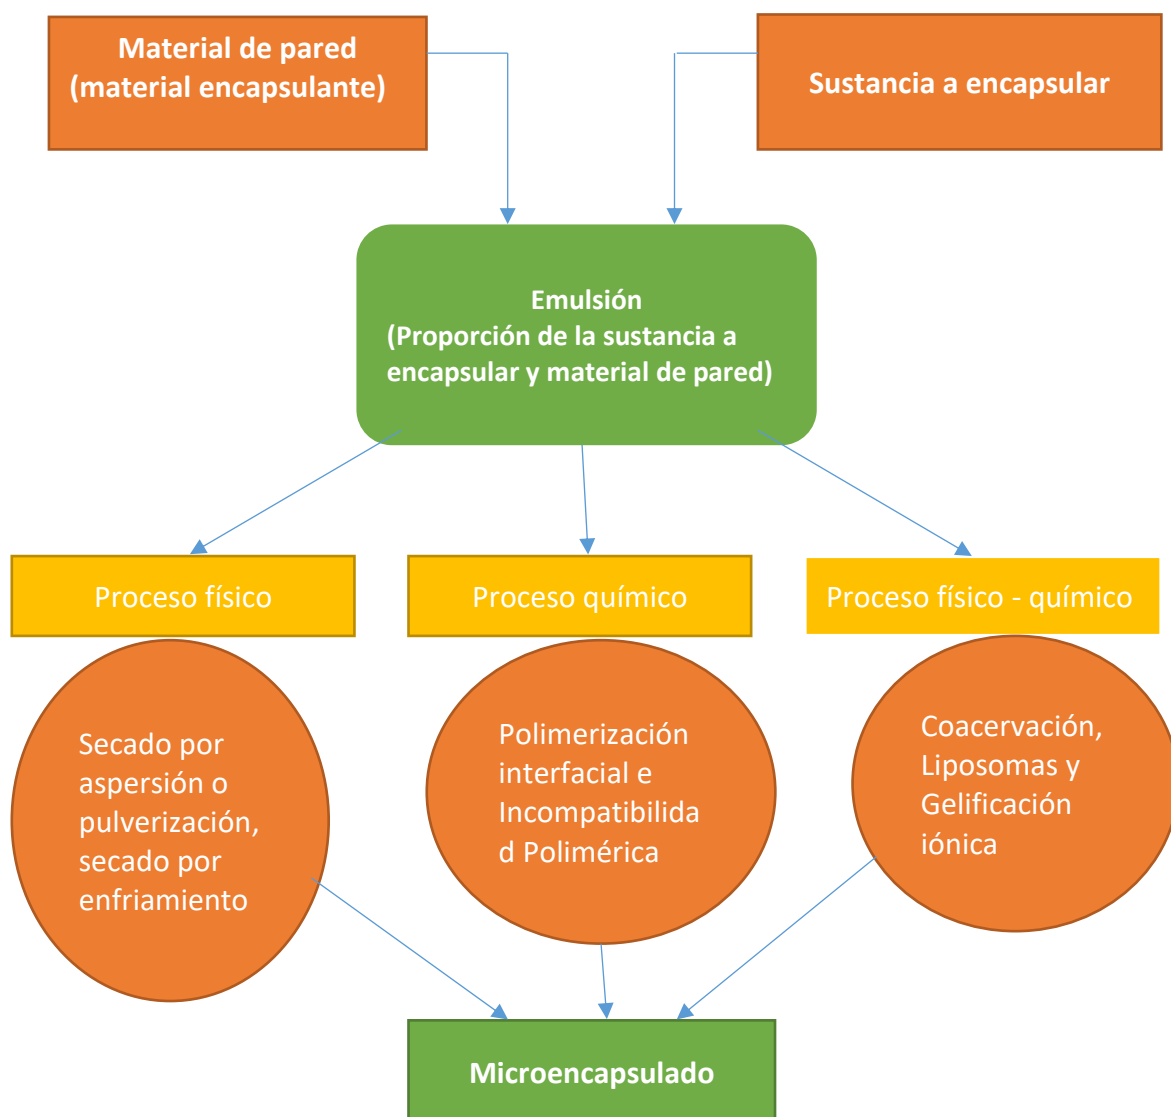 Material de pared
(material encapsulante)
Sustancia a encapsular
Emulsión
(Proporción de la sustancia a
encapsular y material de pared)
Proceso físico
Proceso químico
Proceso físico - químico
Secado por
aspersión o
pulverización,
secado por
enfriamiento
Polimerización
interfacial e
Incompatibilida
d Polimérica
Coacervación,
Liposomas y
Gelificación
iónica
Microencapsulado